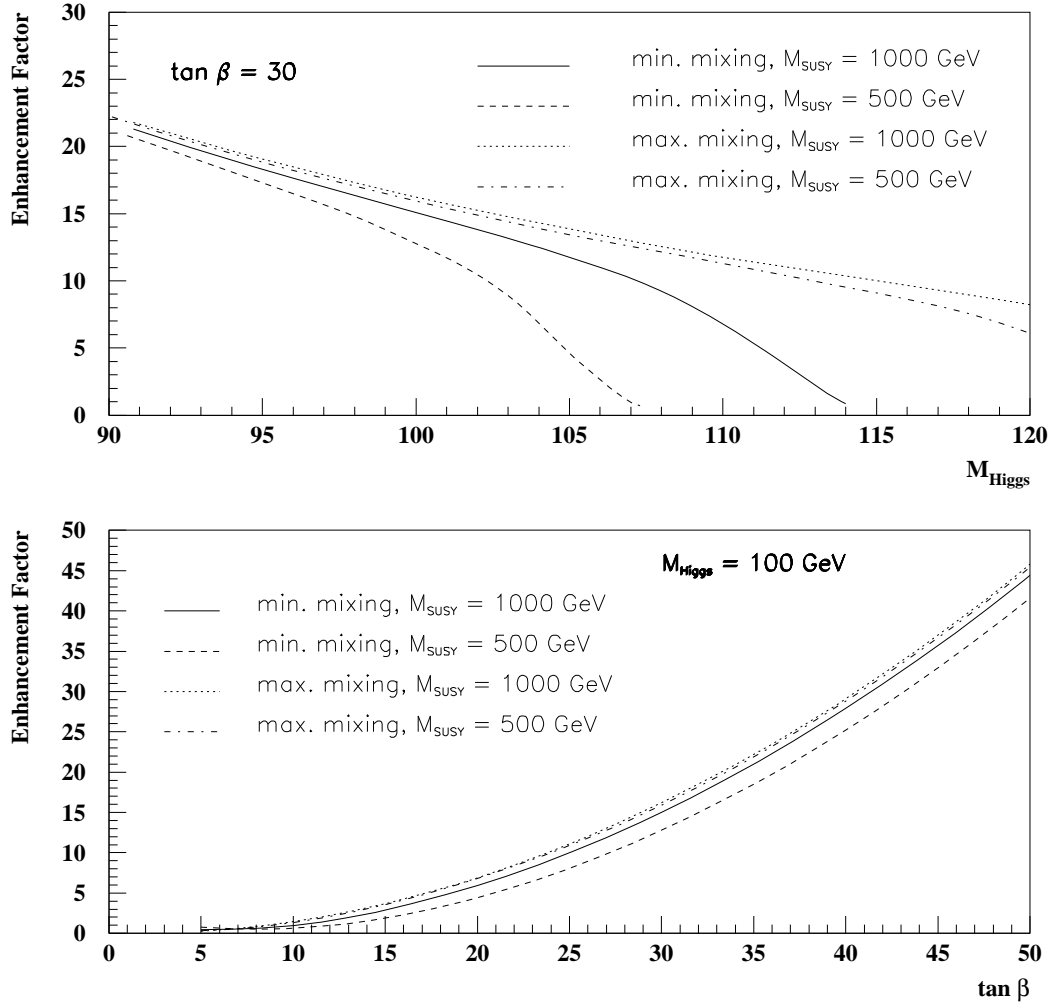 Enhancement Factor
30
25
20
15
10
5
0
tan β = 30
min. mixing, M_SUSY = 1000 GeV
min. mixing, M_SUSY = 500 GeV
max. mixing, M_SUSY = 1000 GeV
max. mixing, M_SUSY = 500 GeV
90 95 100 105 110 115 120
M_Higgs
Enhancement Factor
50
45
40
35
30
25
20
15
10
5
0
M_Higgs = 100 GeV
min. mixing, M_SUSY = 1000 GeV
min. mixing, M_SUSY = 500 GeV
max. mixing, M_SUSY = 1000 GeV
max. mixing, M_SUSY = 500 GeV
0 5 10 15 20 25 30 35 40 45 50
tan β